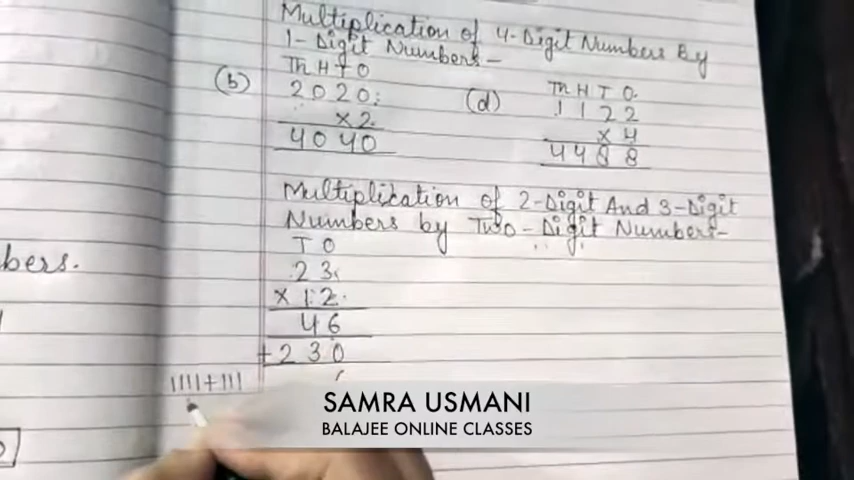 Multiplication of 4-Digit Numbers By
1-Digit Numbers-
(b)
Th H T O
2 0 2 0
x 2
4 0 4 0
(d)
Th H T O
1 1 2 2
x 4
4 4 8 8
Multiplication of 2-Digit And 3-Digit
Numbers by Two-Digit Numbers-
T O
2 3
x 1 2
4 6
+ 2 3 0
6
bers.
||||+|||
SAMRA USMANI
BALAJEE ONLINE CLASSES